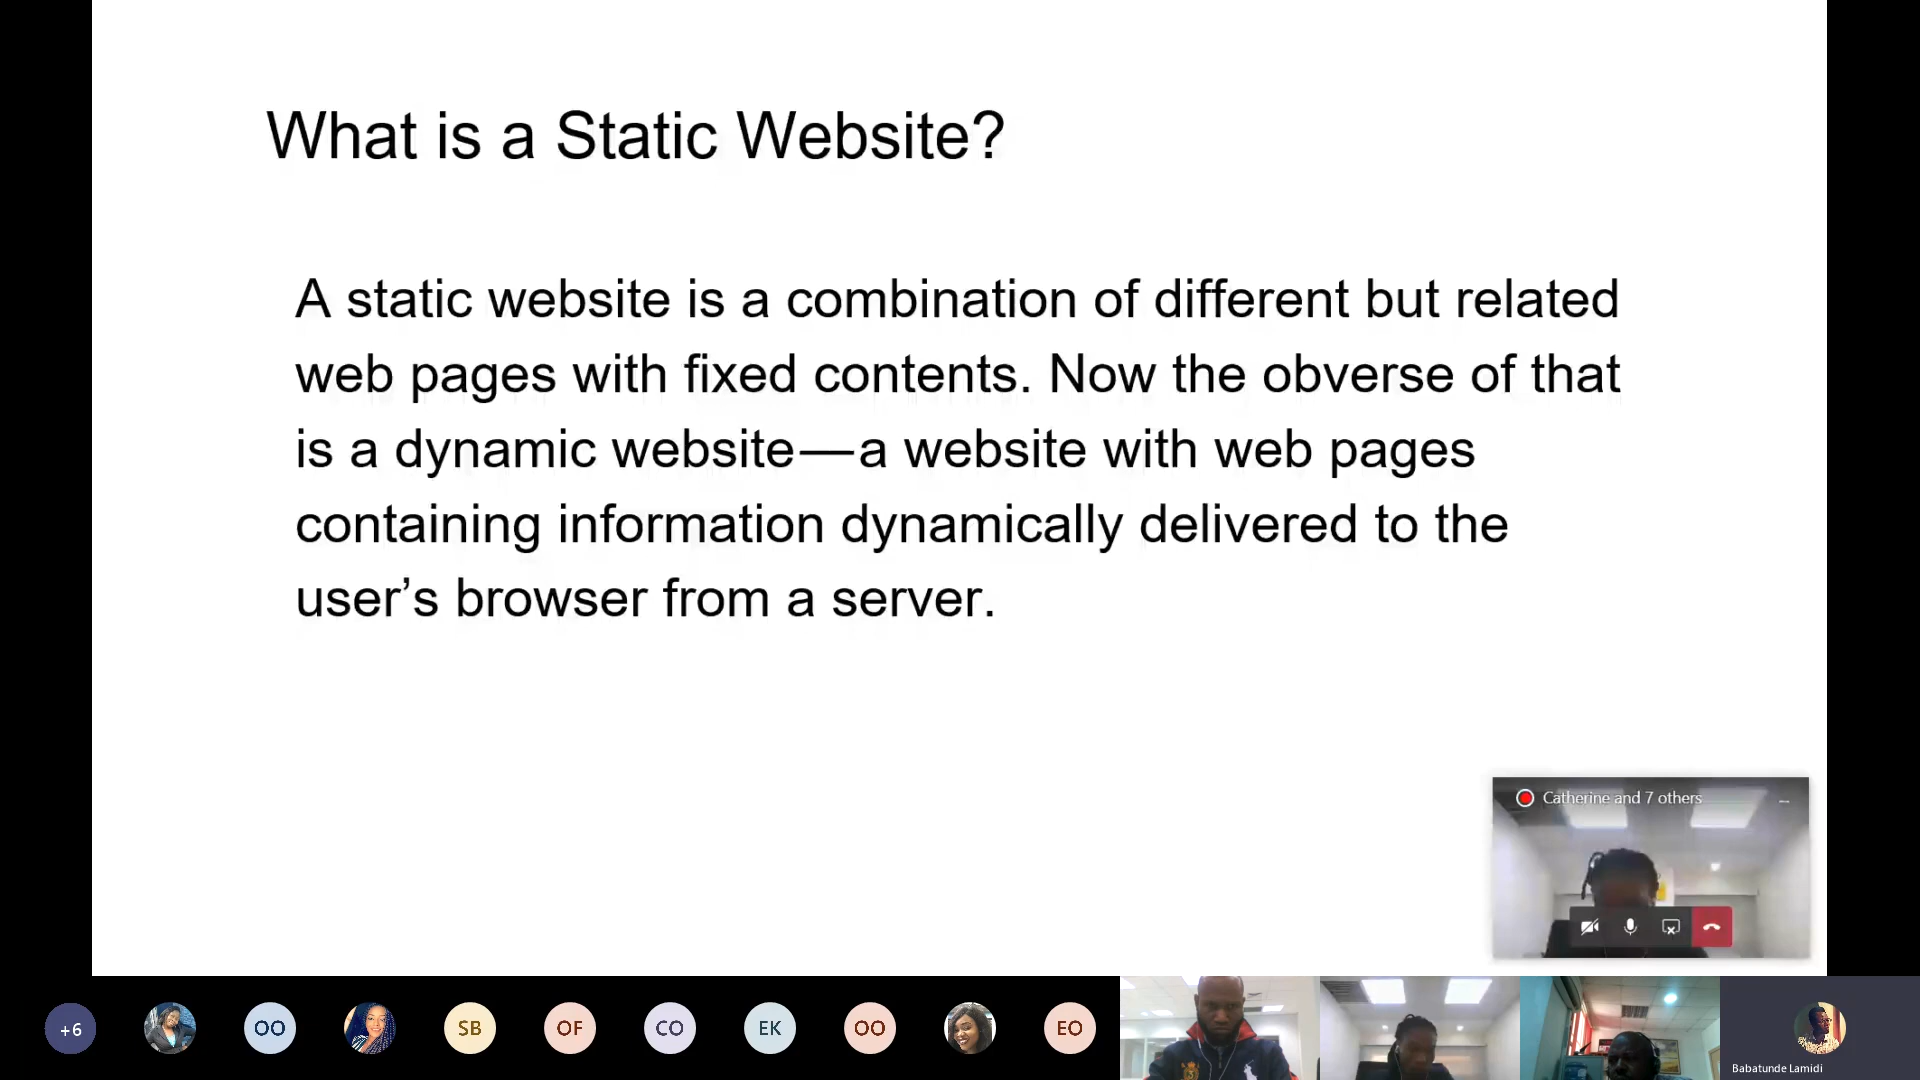 What is a Static Website?
A static website is a combination of different but related
web pages with fixed contents. Now the obverse of that
is a dynamic website—a website with web pages
containing information dynamically delivered to the
user’s browser from a server.
Catherine and 7 others
+6
OO
SB
OF
CO
EK
OO
EO
Babatunde Lamidi